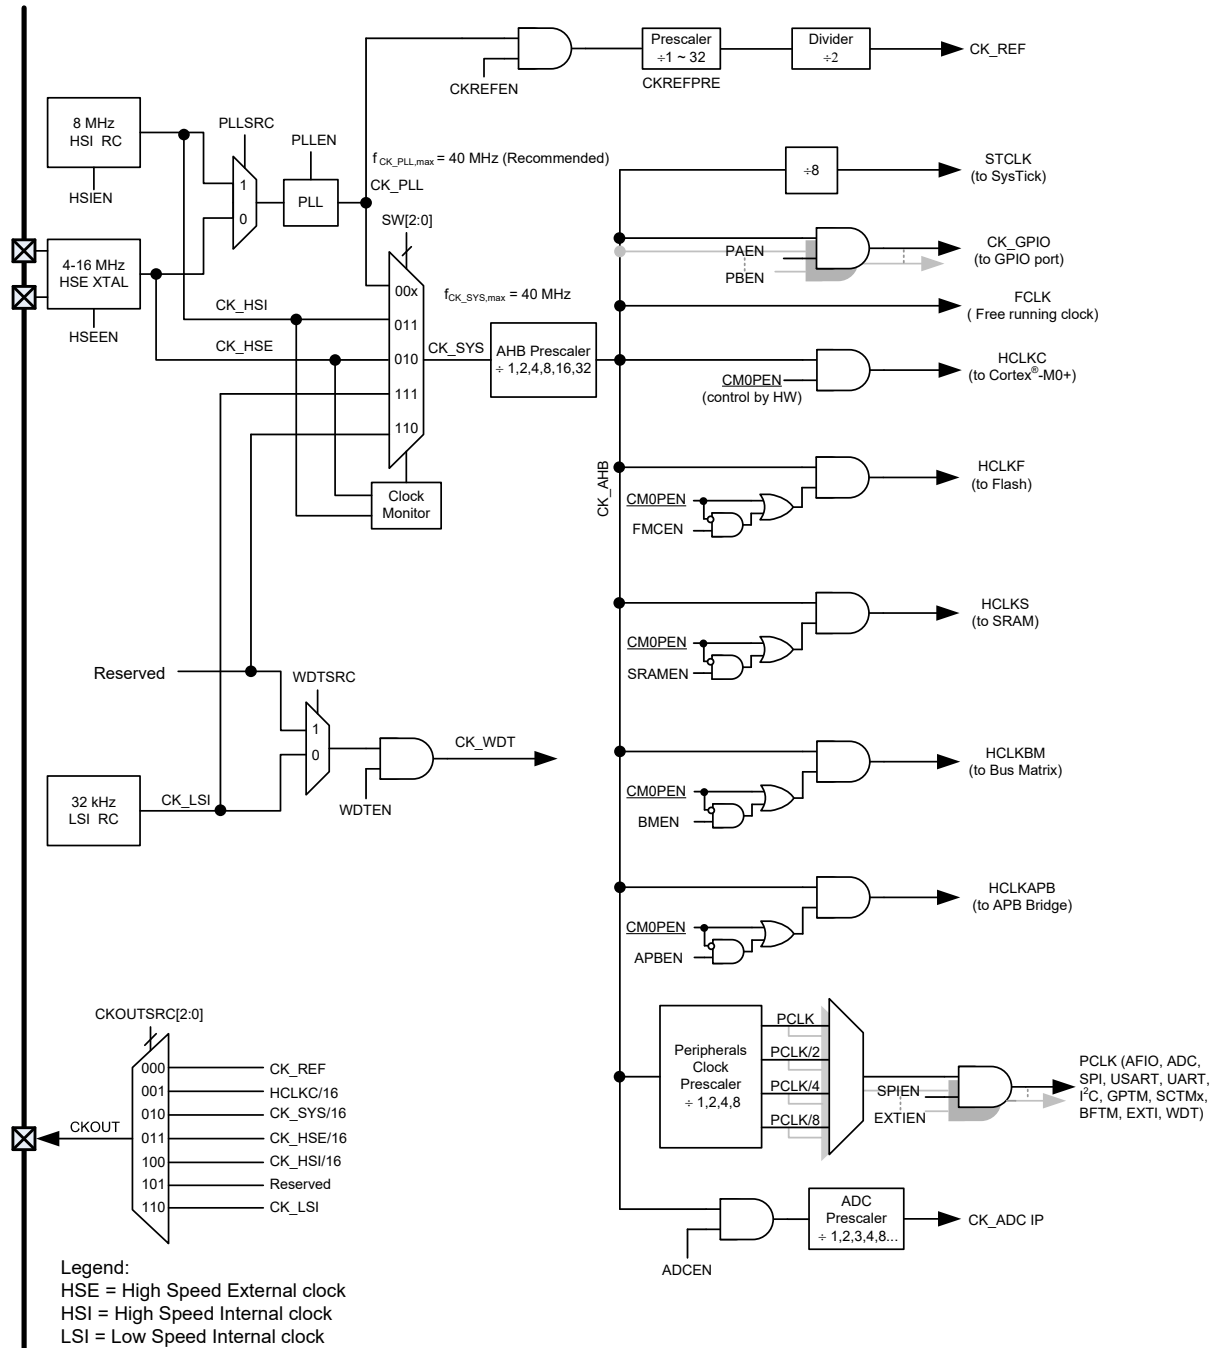 Prescaler
÷1 ~ 32
CKREFPRE
Divider
÷2
CK_REF
CKREFEN
8 MHz
HSI RC
HSIEN
PLLSRC
1
0
PLLEN
PLL
f CK_PLL,max = 40 MHz (Recommended)
CK_PLL
SW[2:0]
4-16 MHz
HSE XTAL
HSEEN
CK_HSI
CK_HSE
00x
011
010
111
110
fCK_SYS,max = 40 MHz
CK_SYS
AHB Prescaler
÷ 1,2,4,8,16,32
Clock
Monitor
CK_AHB
÷8
STCLK
(to SysTick)
PAEN
PBEN
CK_GPIO
(to GPIO port)
FCLK
( Free running clock)
CM0PEN
(control by HW)
HCLKC
(to Cortex®-M0+)
CM0PEN
FMCEN
HCLKF
(to Flash)
CM0PEN
SRAMEN
HCLKS
(to SRAM)
Reserved
WDTSRC
1
0
CK_WDT
WDTEN
32 kHz
LSI RC
CK_LSI
CM0PEN
BMEN
HCLKBM
(to Bus Matrix)
CM0PEN
APBEN
HCLKAPB
(to APB Bridge)
Peripherals
Clock
Prescaler
÷ 1,2,4,8
PCLK
PCLK/2
PCLK/4
PCLK/8
SPIEN
EXTIEN
PCLK (AFIO, ADC,
SPI, USART, UART,
I²C, GPTM, SCTMx,
BFTM, EXTI, WDT)
ADCEN
ADC
Prescaler
÷ 1,2,3,4,8...
CK_ADC IP
CKOUTSRC[2:0]
CKOUT
000 CK_REF
001 HCLKC/16
010 CK_SYS/16
011 CK_HSE/16
100 CK_HSI/16
101 Reserved
110 CK_LSI
Legend:
HSE = High Speed External clock
HSI = High Speed Internal clock
LSI = Low Speed Internal clock